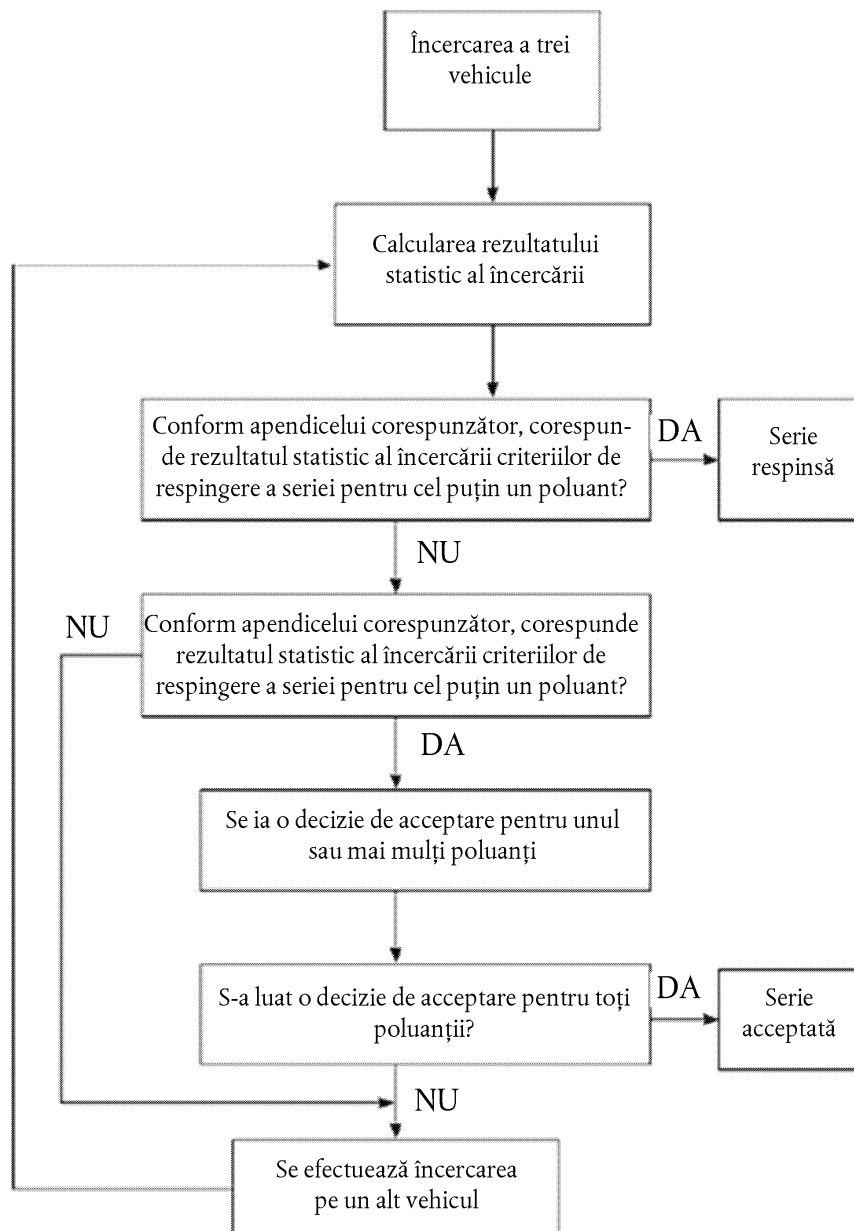 Încercarea a trei
vehicule
Calcularea rezultatului
statistic al încercării
Conform apendicelui corespunzător, corespun-
de rezultatul statistic al încercării criteriilor de
respingere a seriei pentru cel puțin un poluant?
DA
Serie
respinsă
NU
NU
Conform apendicelui corespunzător, corespunde
rezultatul statistic al încercării criteriilor de
respingere a seriei pentru cel puțin un poluant?
DA
Se ia o decizie de acceptare pentru unul
sau mai mulți poluanți
S-a luat o decizie de acceptare pentru toți
poluanții?
DA
Serie
acceptată
NU
Se efectuează încercarea
pe un alt vehicul